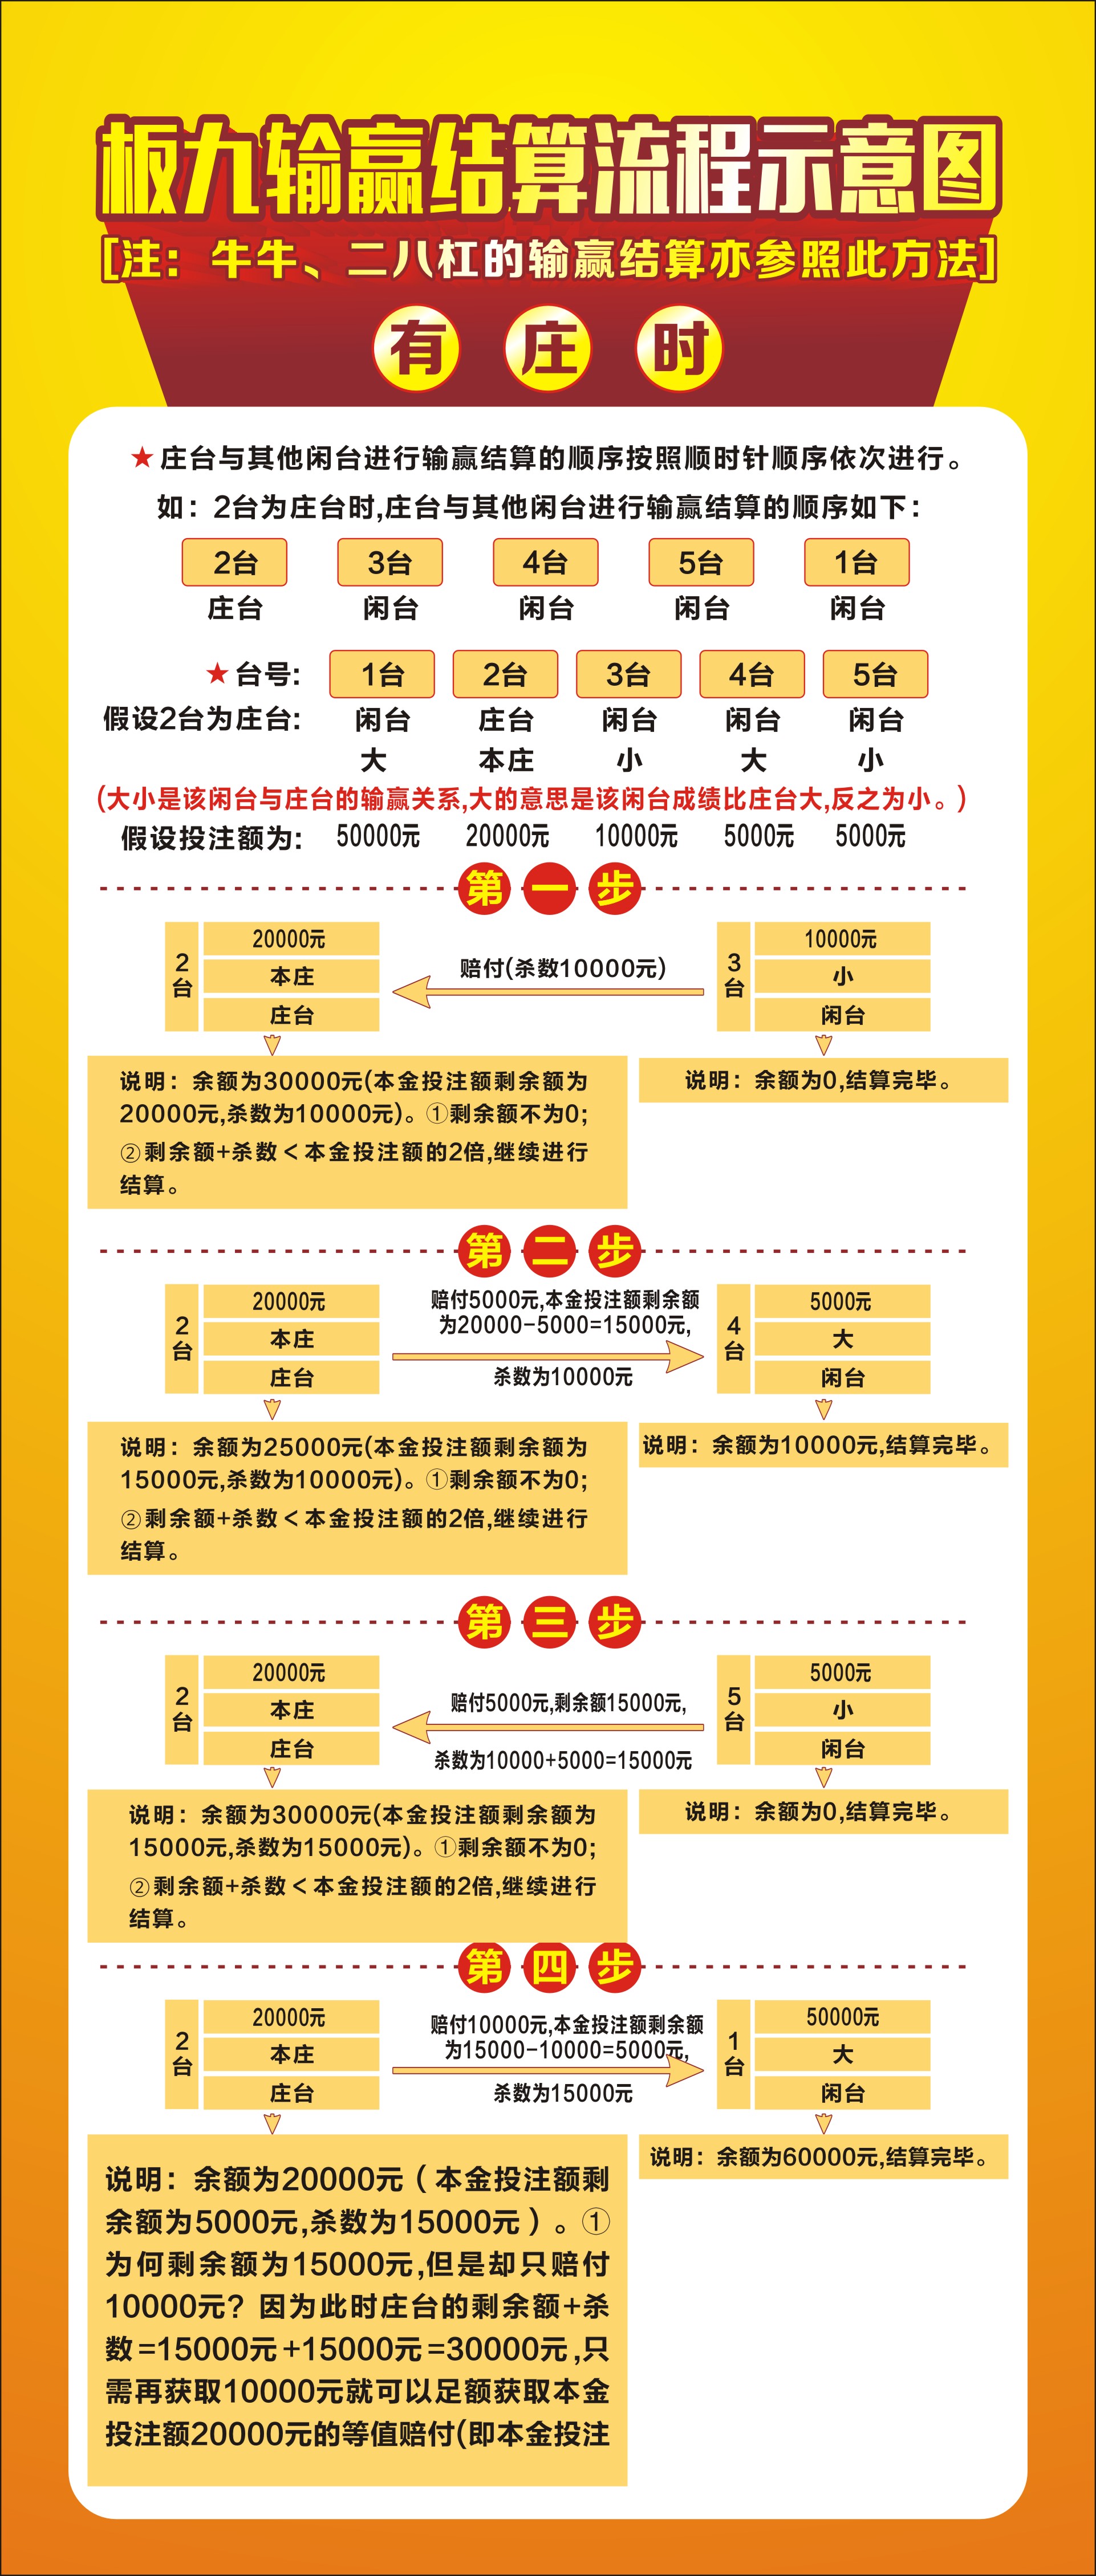 板九输赢结算流程示意图
[注：牛牛、二八杠的输赢结算亦参照此方法]
有 庄 时
★庄台与其他闲台进行输赢结算的顺序按照顺时针顺序依次进行。
如：2台为庄台时,庄台与其他闲台进行输赢结算的顺序如下：
2台 3台 4台 5台 1台
庄台 闲台 闲台 闲台 闲台
★台号: 1台 2台 3台 4台 5台
假设2台为庄台: 闲台 庄台 闲台 闲台 闲台
大 本庄 小 大 小
(大小是该闲台与庄台的输赢关系,大的意思是该闲台成绩比庄台大,反之为小。)
假设投注额为: 50000元 20000元 10000元 5000元 5000元
第一步
2台
20000元
本庄
庄台
赔付(杀数10000元)
3台
10000元
小
闲台
说明：余额为30000元(本金投注额剩余额为
20000元,杀数为10000元)。①剩余额不为0;
②剩余额+杀数＜本金投注额的2倍,继续进行
结算。
说明：余额为0,结算完毕。
第二步
2台
20000元
本庄
庄台
赔付5000元,本金投注额剩余额
为20000-5000=15000元,
杀数为10000元
4台
5000元
大
闲台
说明：余额为25000元(本金投注额剩余额为
15000元,杀数为10000元)。①剩余额不为0;
②剩余额+杀数＜本金投注额的2倍,继续进行
结算。
说明：余额为10000元,结算完毕。
第三步
2台
20000元
本庄
庄台
赔付5000元,剩余额15000元,
杀数为10000+5000=15000元
5台
5000元
小
闲台
说明：余额为30000元(本金投注额剩余额为
15000元,杀数为15000元)。①剩余额不为0;
②剩余额+杀数＜本金投注额的2倍,继续进行
结算。
说明：余额为0,结算完毕。
第四步
2台
20000元
本庄
庄台
赔付10000元,本金投注额剩余额
为15000-10000=5000元,
杀数为15000元
1台
50000元
大
闲台
说明：余额为20000元（本金投注额剩
余额为5000元,杀数为15000元）。①
为何剩余额为15000元,但是却只赔付
10000元？因为此时庄台的剩余额+杀
数=15000元+15000元=30000元,只
需再获取10000元就可以足额获取本金
投注额20000元的等值赔付(即本金投注
说明：余额为60000元,结算完毕。